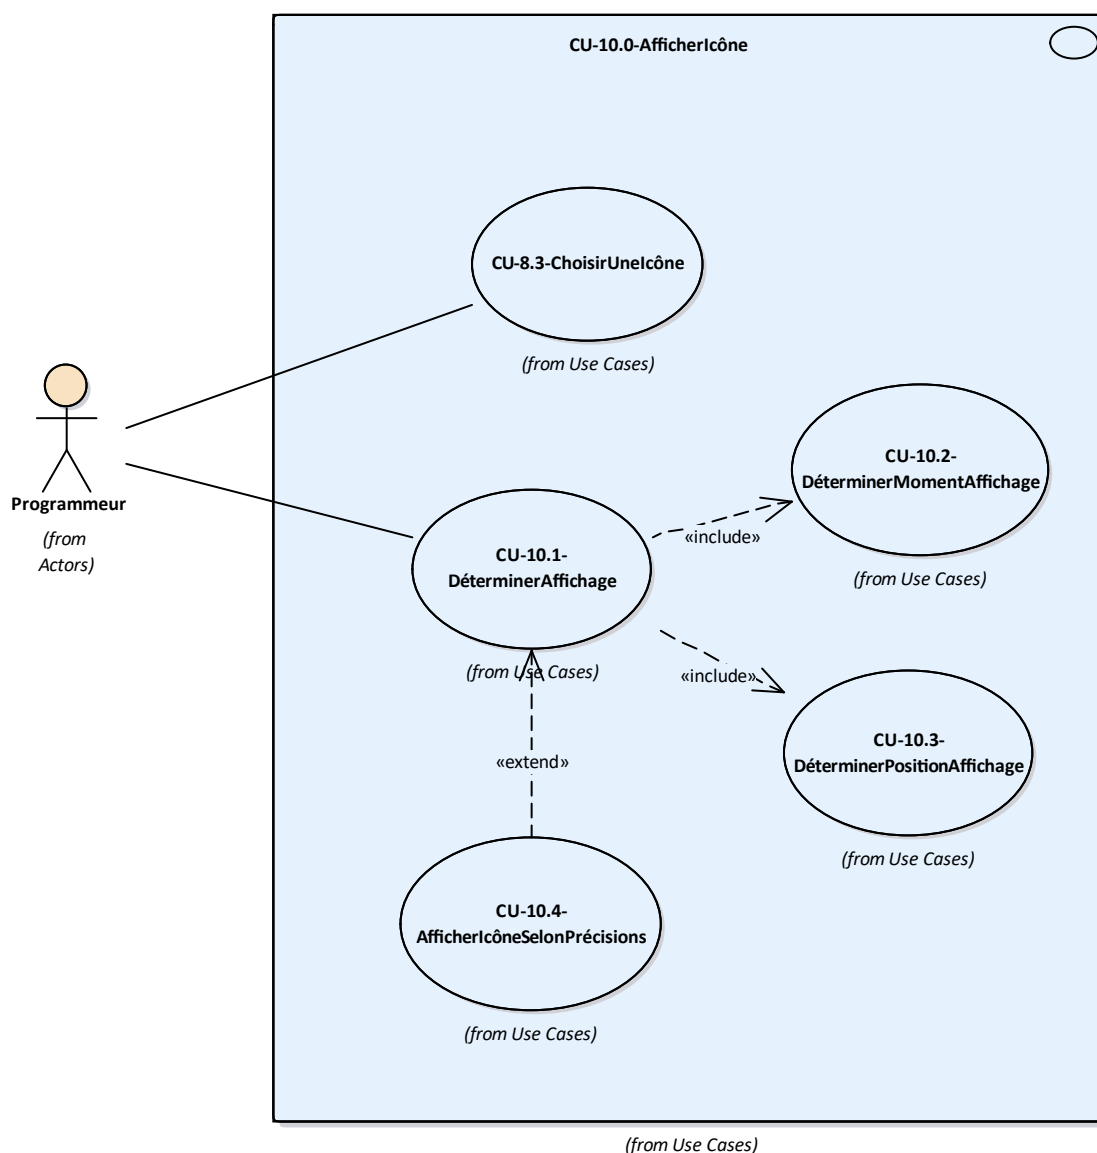 CU-10.0-AfficherIcône
CU-8.3-ChoisirUneIcône
(from Use Cases)
Programmeur
(from
Actors)
CU-10.2-
DéterminerMomentAffichage
(from Use Cases)
«include»
CU-10.1-
DéterminerAffichage
(from Use Cases)
«include»
CU-10.3-
DéterminerPositionAffichage
(from Use Cases)
«extend»
CU-10.4-
AfficherIcôneSelonPrécisions
(from Use Cases)
(from Use Cases)